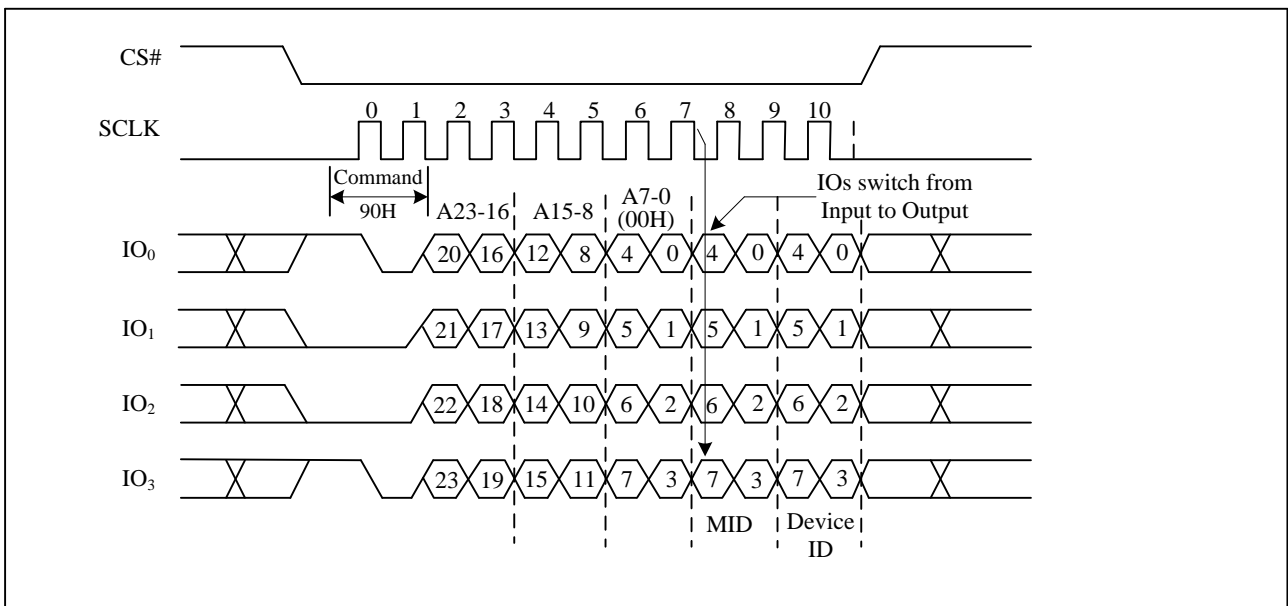 CS#
0 1 2 3 4 5 6 7 8 9 10
SCLK
Command
90H
A23-16
A15-8
A7-0
(00H)
IOs switch from
Input to Output
IO0 20 16 12 8 4 0 4 0 4 0
IO1 21 17 13 9 5 1 5 1 5 1
IO2 22 18 14 10 6 2 6 2 6 2
IO3 23 19 15 11 7 3 7 3 7 3
MID
Device
ID